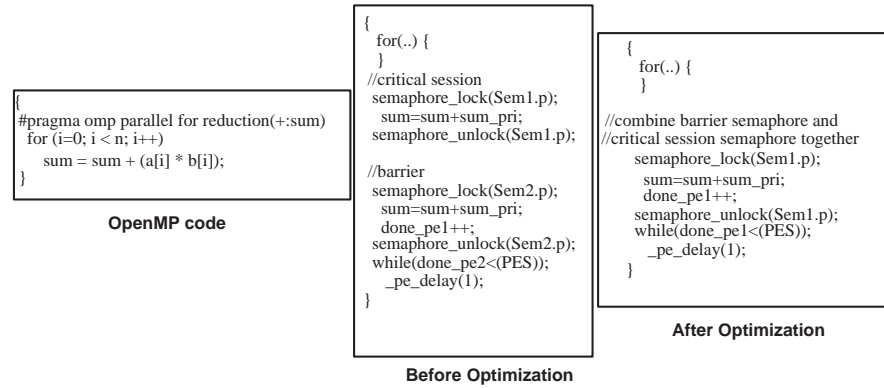 {
#pragma omp parallel for reduction(+:sum)
for (i=0; i < n; i++)
sum = sum + (a[i] * b[i]);
}
OpenMP code
{
for(..) {
}
//critical session
semaphore_lock(Sem1.p);
sum=sum+sum_pri;
semaphore_unlock(Sem1.p);
//barrier
semaphore_lock(Sem2.p);
sum=sum+sum_pri;
done_pe1++;
semaphore_unlock(Sem2.p);
while(done_pe2<(PES));
_pe_delay(1);
}
Before Optimization
{
for(..) {
}
//combine barrier semaphore and
//critical session semaphore together
semaphore_lock(Sem1.p);
sum=sum+sum_pri;
done_pe1++;
semaphore_unlock(Sem1.p);
while(done_pe1<(PES));
_pe_delay(1);
}
After Optimization